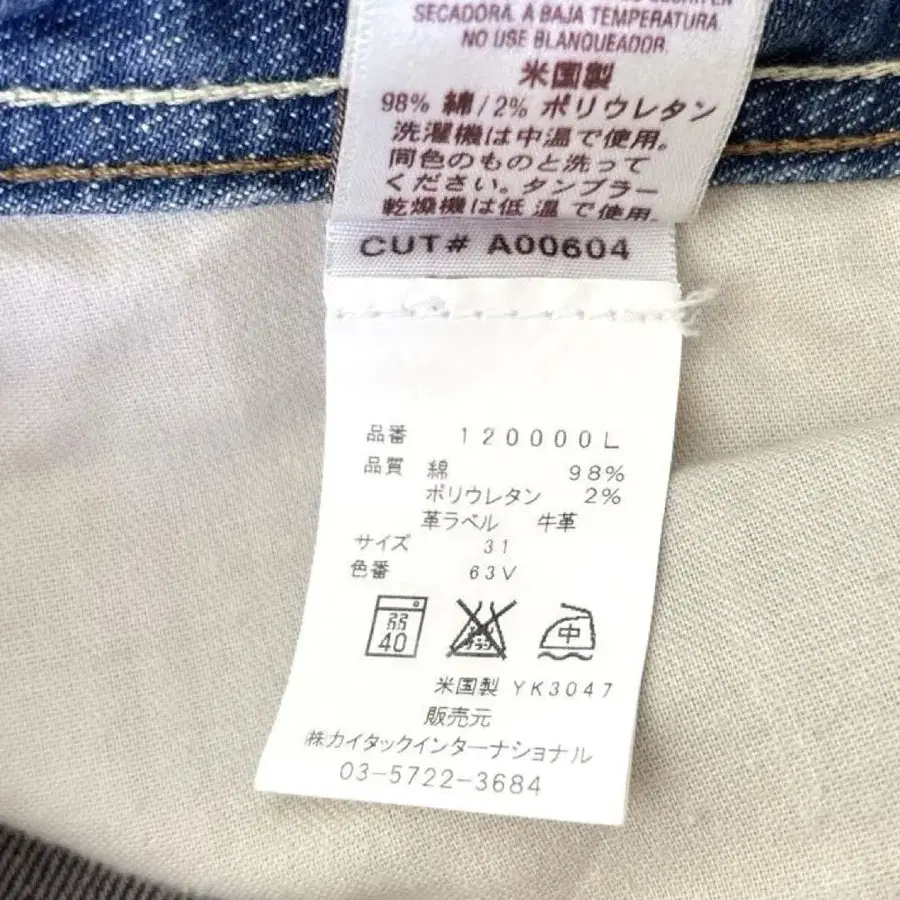 SECADORA. A BAJA TEMPERATURA
NO USE BLANQUEADOR.
米国製
98% 綿/2% ポリウレタン
洗濯機は中温で使用。
同色のものと洗って
ください。タンブラー
乾燥機は低温で使用。
CUT# A00604
品番 120000L
品質 綿 98%
ポリウレタン 2%
革ラベル 牛革
サイズ 31
色番 63V
弱
40
中
米国製 YK3047
販売元
㈱カイタックインターナショナル
03-5722-3684